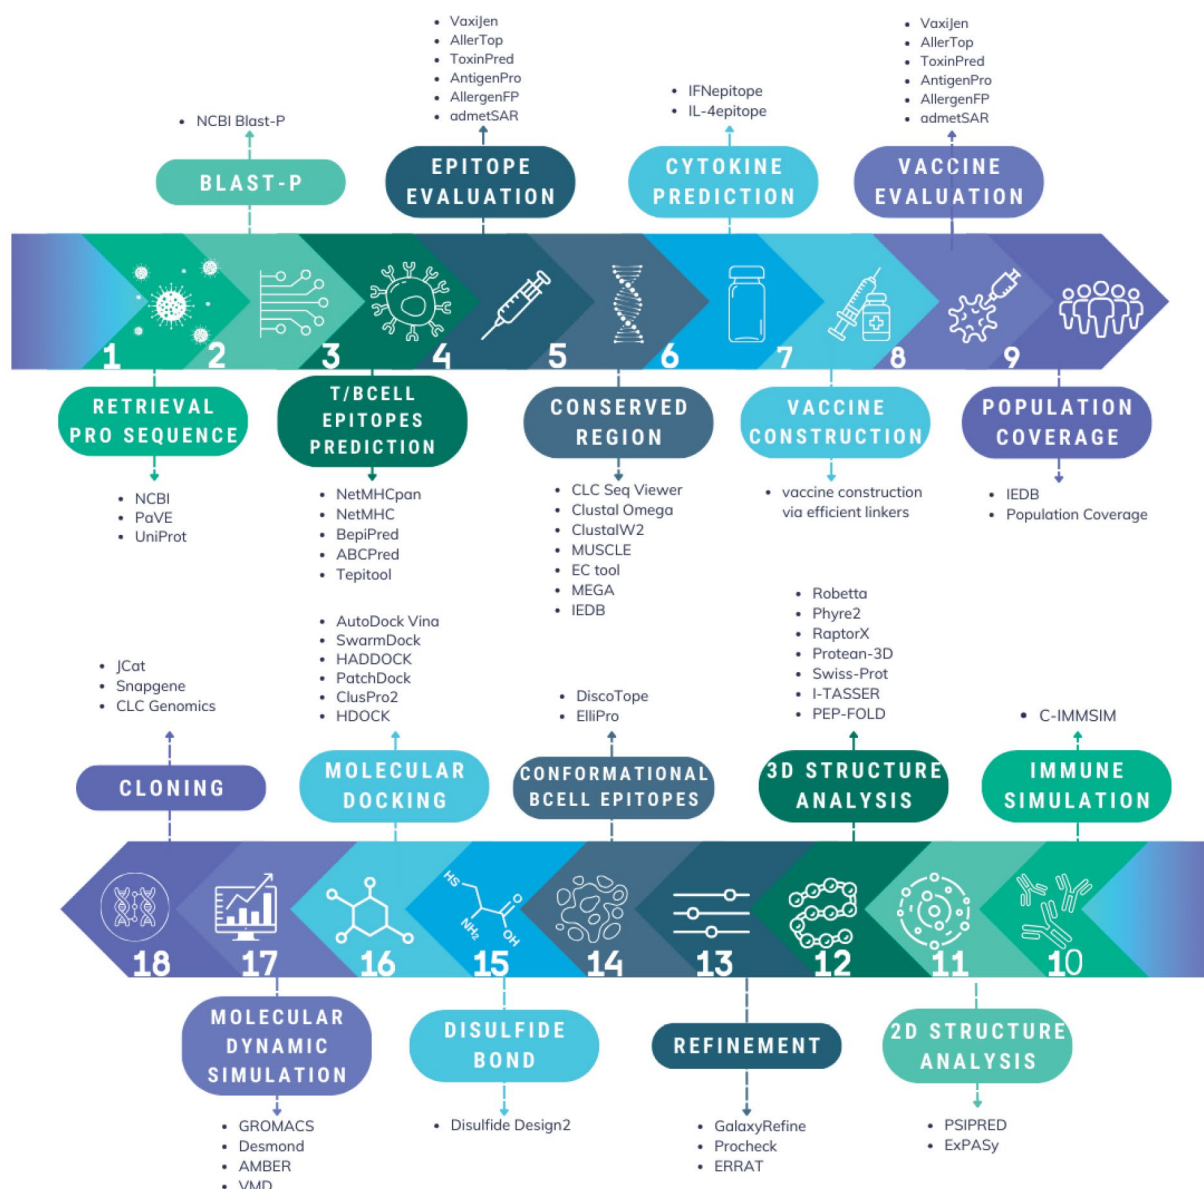 VaxiJen
AllerTop
ToxinPred
AntigenPro
AllergenFP
admetSAR
VaxiJen
AllerTop
ToxinPred
AntigenPro
AllergenFP
admetSAR
IFNepitope
IL-4epitope
NCBI Blast-P
BLAST-P
EPITOPE
EVALUATION
CYTOKINE
PREDICTION
VACCINE
EVALUATION
1
2
3
4
5
6
7
8
9
RETRIEVAL
PRO SEQUENCE
T/BCELL
EPITOPES
PREDICTION
CONSERVED
REGION
VACCINE
CONSTRUCTION
POPULATION
COVERAGE
NCBI
PaVE
UniProt
NetMHCpan
NetMHC
BepiPred
ABCPred
Tepitool
CLC Seq Viewer
Clustal Omega
ClustalW2
MUSCLE
EC tool
MEGA
IEDB
vaccine construction
via efficient linkers
IEDB
Population Coverage
JCat
Snapgene
CLC Genomics
AutoDock Vina
SwarmDock
HADDOCK
PatchDock
ClusPro2
HDOCK
DiscoTope
ElliPro
Robetta
Phyre2
RaptorX
Protean-3D
Swiss-Prot
I-TASSER
PEP-FOLD
C-IMMSIM
CLONING
MOLECULAR
DOCKING
CONFORMATIONAL
BCELL EPITOPES
3D STRUCTURE
ANALYSIS
IMMUNE
SIMULATION
HS
NH₂
O
OH
18
17
16
15
14
13
12
11
10
MOLECULAR
DYNAMIC
SIMULATION
DISULFIDE
BOND
REFINEMENT
2D STRUCTURE
ANALYSIS
GROMACS
Desmond
AMBER
VMD
Disulfide Design2
GalaxyRefine
Procheck
ERRAT
PSIPRED
ExPASy